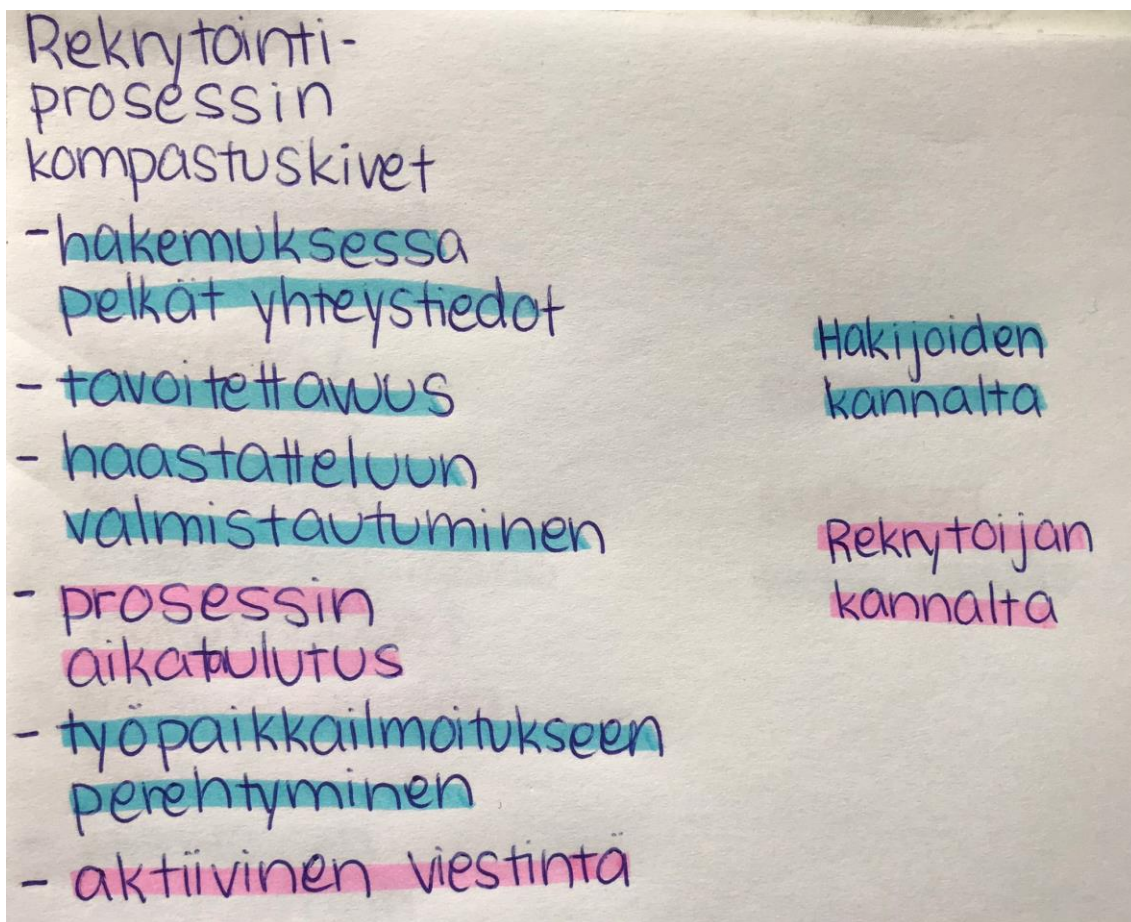 Rekrytointi-
prosessin
kompastuskivet
- hakemuksessa
pelkät yhteystiedot
- tavoitettavuus
- haastatteluun
valmistautuminen
- prosessin
aikataulutus
- työpaikkailmoitukseen
perehtyminen
- aktiivinen viestintä
Hakijoiden
kannalta
Rekrytoijan
kannalta